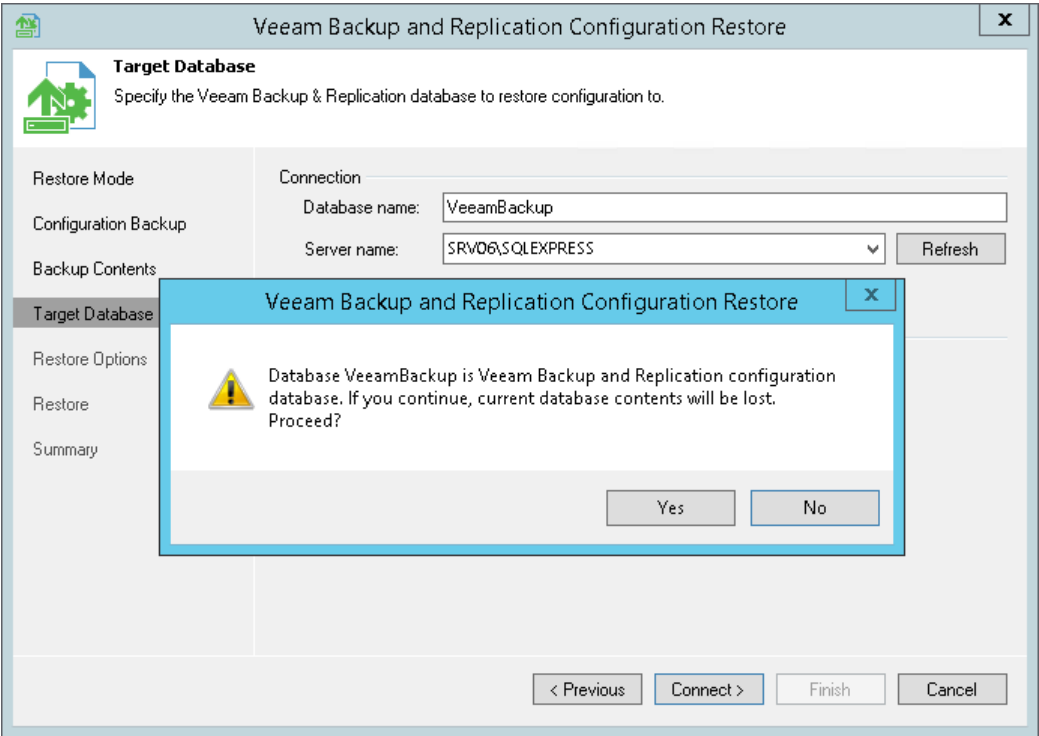 Veeam Backup and Replication Configuration Restore
x
Target Database
Specify the Veeam Backup & Replication database to restore configuration to.
Restore Mode
Configuration Backup
Backup Contents
Target Database
Restore Options
Restore
Summary
Connection
Database name:
VeeamBackup
Server name:
SRV06\SQLEXPRESS
Refresh
Veeam Backup and Replication Configuration Restore
x
Database VeeamBackup is Veeam Backup and Replication configuration
database. If you continue, current database contents will be lost.
Proceed?
Yes
No
< Previous
Connect >
Finish
Cancel